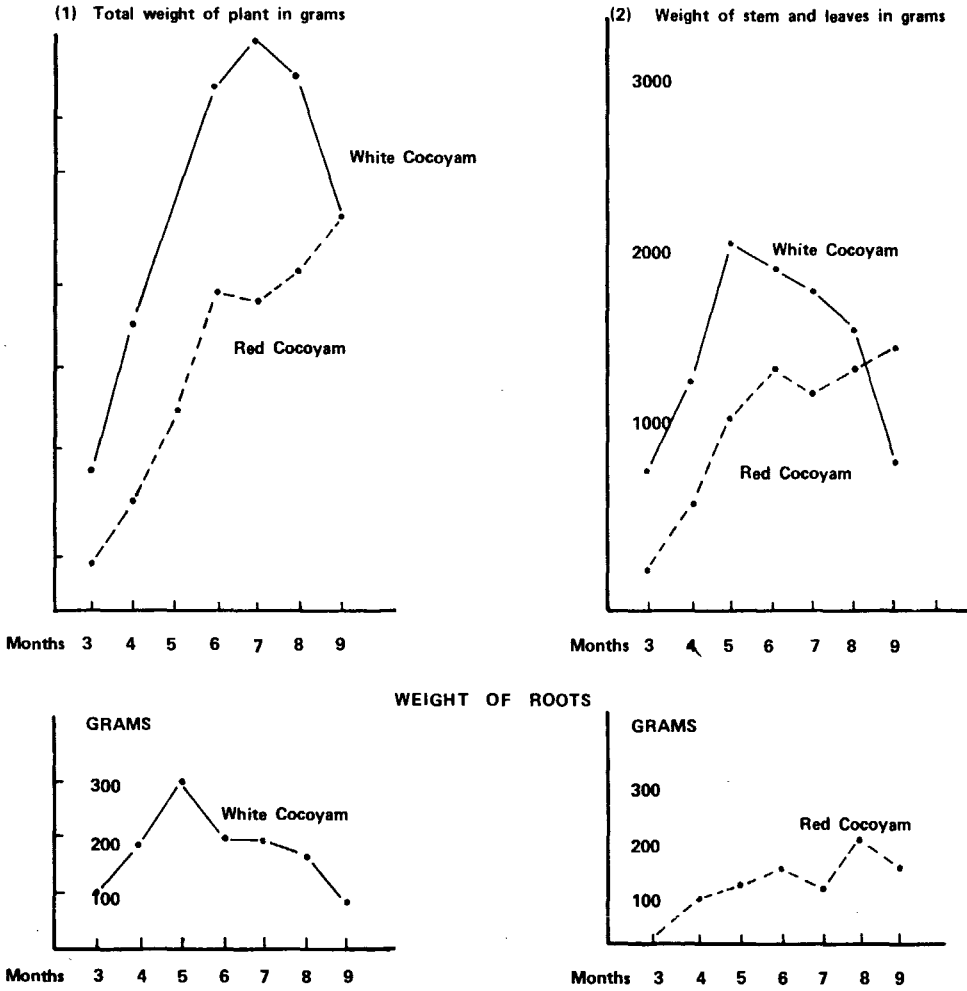 (1) Total weight of plant in grams
White Cocoyam
Red Cocoyam
Months 3 4 5 6 7 8 9
(2) Weight of stem and leaves in grams
3000
2000
1000
White Cocoyam
Red Cocoyam
Months 3 4 5 6 7 8 9
WEIGHT OF ROOTS
GRAMS
300
200
100
White Cocoyam
Months 3 4 5 6 7 8 9
GRAMS
300
200
100
Red Cocoyam
Months 3 4 5 6 7 8 9